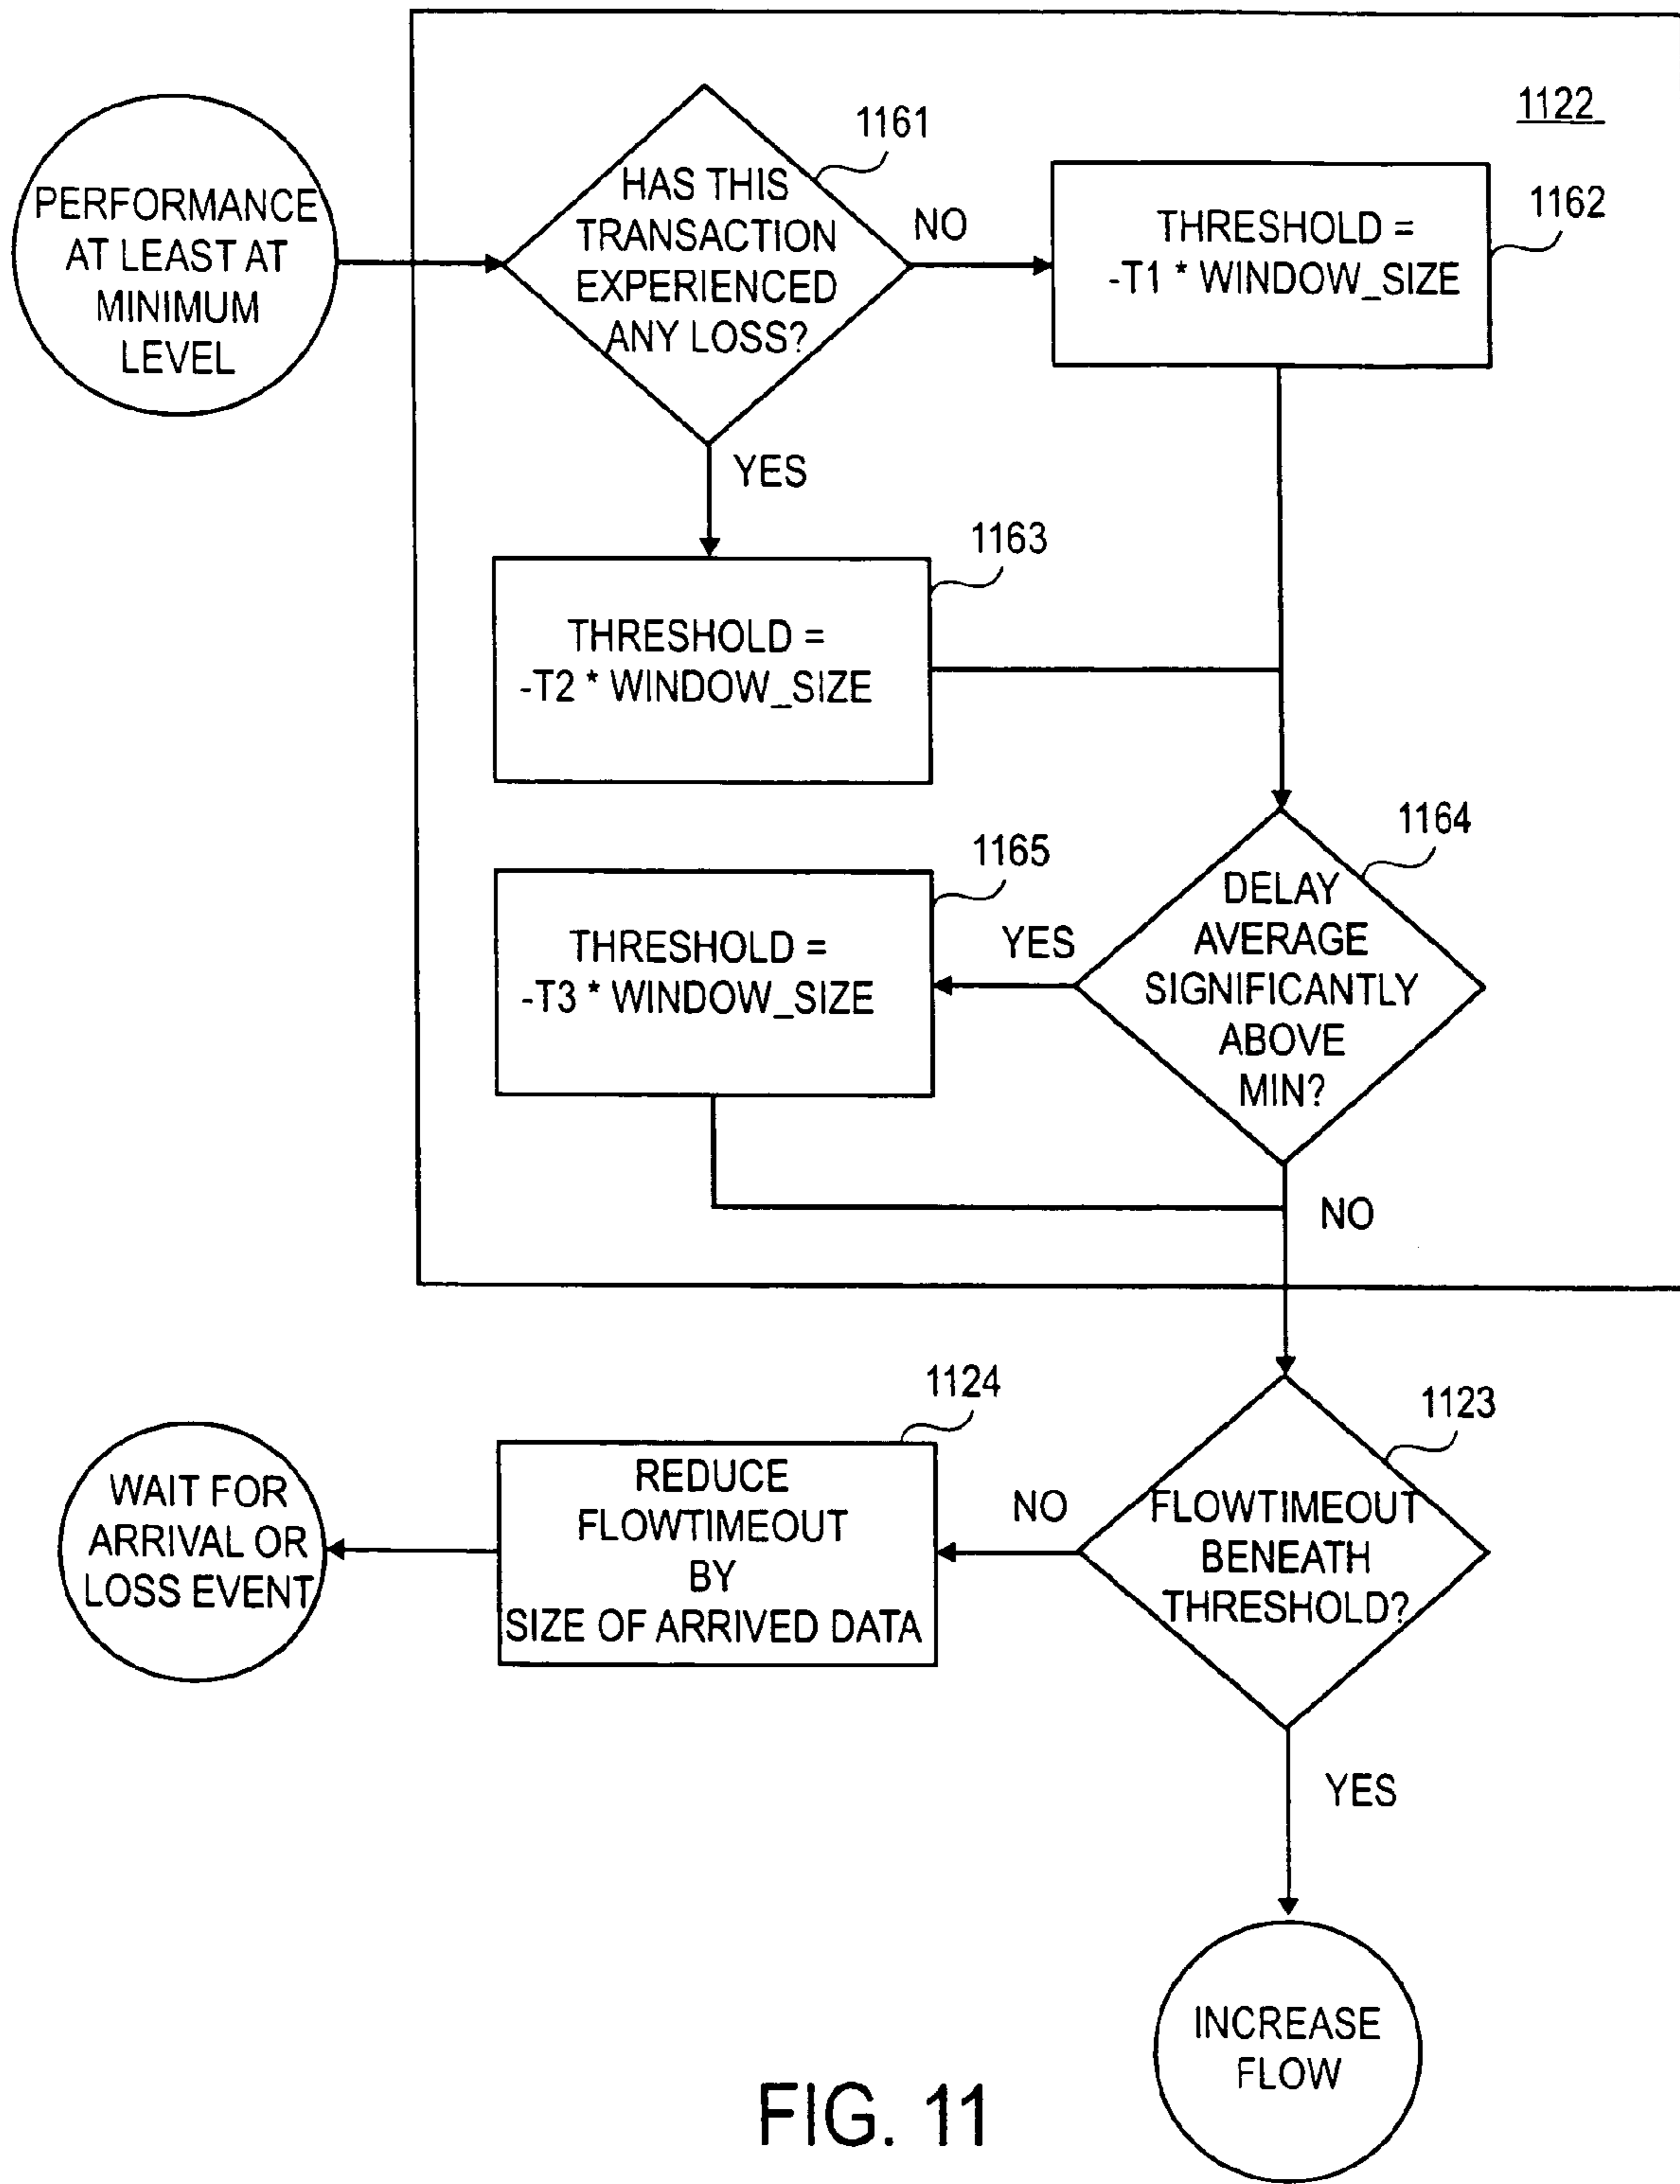 1122
1161
PERFORMANCE
AT LEAST AT
MINIMUM
LEVEL
HAS THIS
TRANSACTION
EXPERIENCED
ANY LOSS?
NO
1162
THRESHOLD =
-T1 * WINDOW_SIZE
YES
1163
THRESHOLD =
-T2 * WINDOW_SIZE
1164
DELAY
AVERAGE
SIGNIFICANTLY
ABOVE
MIN?
YES
1165
THRESHOLD =
-T3 * WINDOW_SIZE
NO
1123
FLOWTIMEOUT
BENEATH
THRESHOLD?
NO
1124
REDUCE
FLOWTIMEOUT
BY
SIZE OF ARRIVED DATA
WAIT FOR
ARRIVAL OR
LOSS EVENT
YES
INCREASE
FLOW
FIG. 11